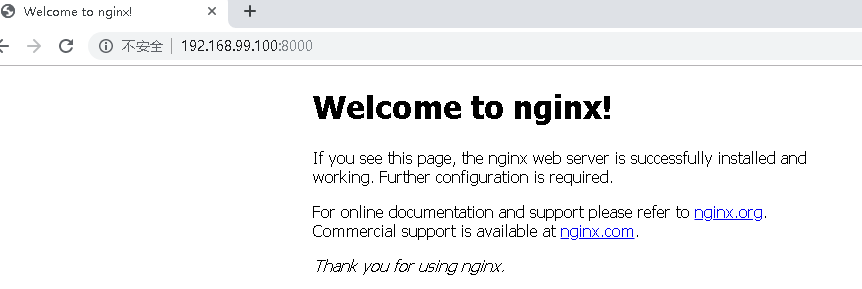 Welcome to nginx!
不安全 | 192.168.99.100:8000
Welcome to nginx!
If you see this page, the nginx web server is successfully installed and
working. Further configuration is required.
For online documentation and support please refer to nginx.org.
Commercial support is available at nginx.com.
Thank you for using nginx.